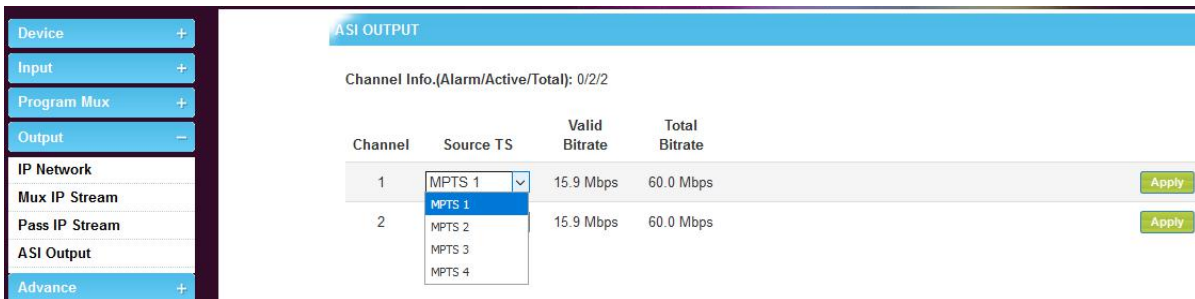 Device +
Input +
Program Mux +
Output −
IP Network
Mux IP Stream
Pass IP Stream
ASI Output
Advance +
ASI OUTPUT
Channel Info.(Alarm/Active/Total): 0/2/2
Channel Source TS Valid Bitrate Total Bitrate
1 MPTS 1 15.9 Mbps 60.0 Mbps Apply
MPTS 1
MPTS 2
MPTS 3
MPTS 4
2 15.9 Mbps 60.0 Mbps Apply